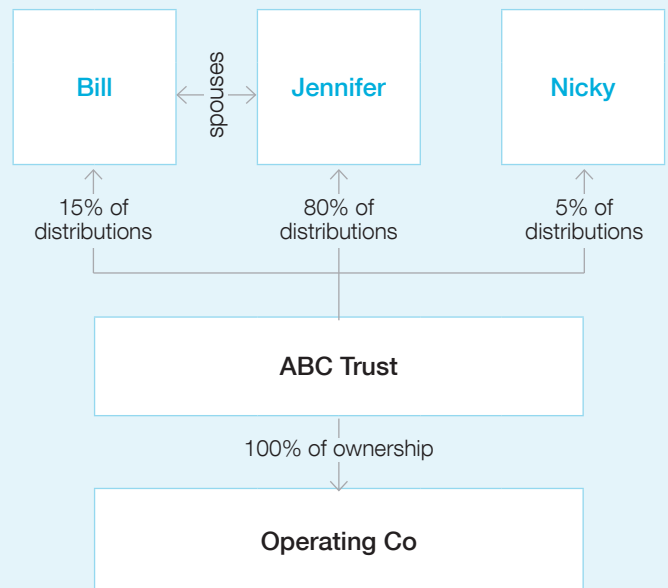 Bill
spouses
Jennifer
Nicky
15% of
distributions
80% of
distributions
5% of
distributions
ABC Trust
100% of ownership
Operating Co